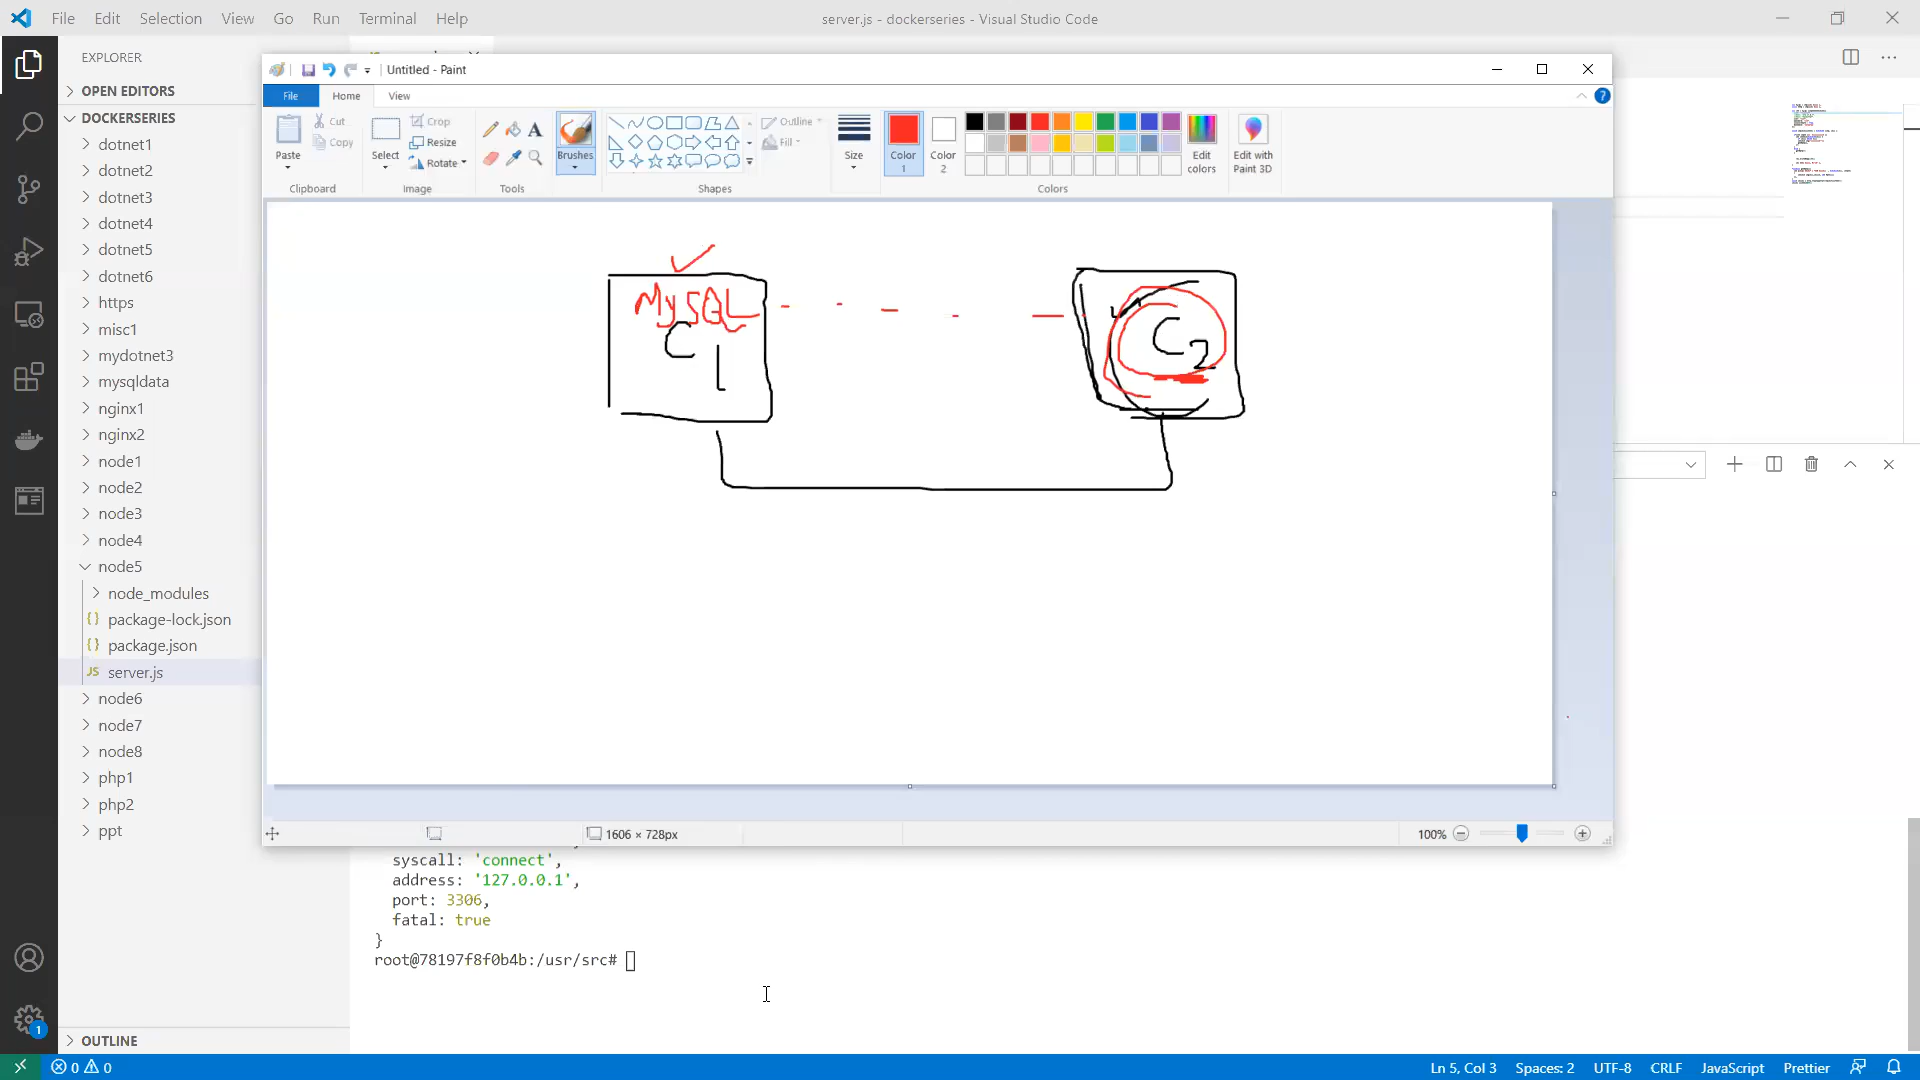 File Edit Selection View Go Run Terminal Help
server.js - dockerseries - Visual Studio Code
EXPLORER
OPEN EDITORS
DOCKERSERIES
dotnet1
dotnet2
dotnet3
dotnet4
dotnet5
dotnet6
https
misc1
mydotnet3
mysqldata
nginx1
nginx2
node1
node2
node3
node4
node5
node_modules
package-lock.json
package.json
server.js
node6
node7
node8
php1
php2
ppt
OUTLINE
Untitled - Paint
File Home View
Paste
Cut
Copy
Clipboard
Select
Crop
Resize
Rotate
Image
Tools
Brushes
Shapes
Outline
Fill
Size
Color 1
Color 2
Colors
Edit colors
Edit with Paint 3D
MySQL
C1
C2
1606 × 728px
100%
syscall: 'connect',
address: '127.0.0.1',
port: 3306,
fatal: true
}
root@78197f8f0b4b:/usr/src#
1
0 0
Ln 5, Col 3 Spaces: 2 UTF-8 CRLF JavaScript Prettier